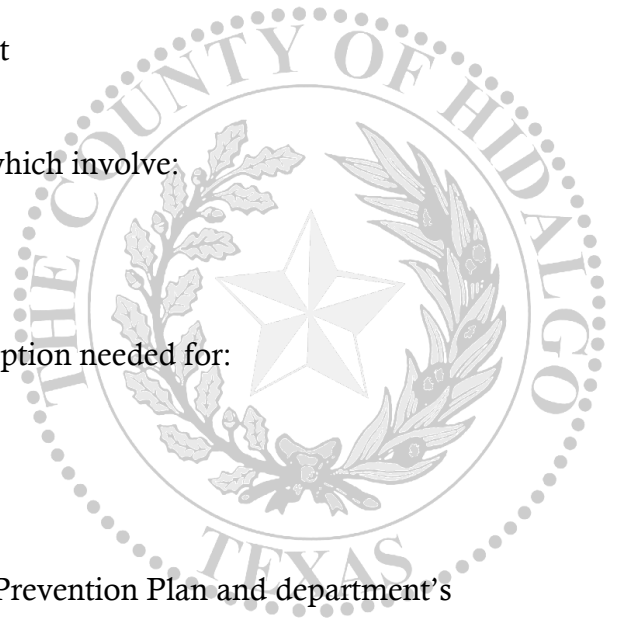 t
which involve:
ption needed for:
Prevention Plan and department’s
THE COUNTY OF HIDALGO
TEXAS